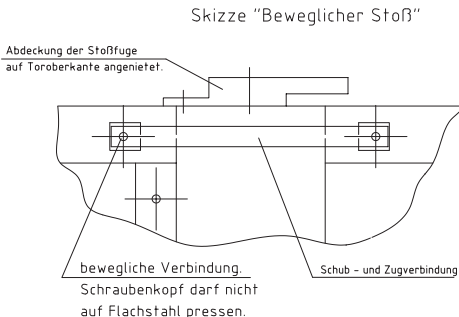 Skizze "Beweglicher Stoß"
Abdeckung der Stoßfuge
auf Toroberkante angenietet.
bewegliche Verbindung.
Schraubenkopf darf nicht
auf Flachstahl pressen.
Schub - und Zugverbindung